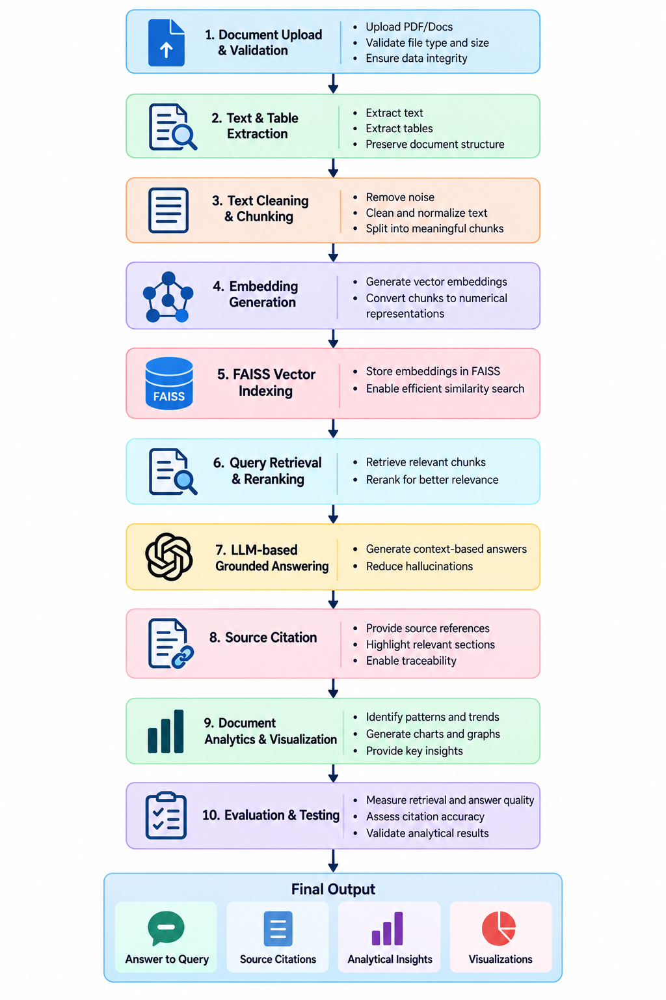 1. Document Upload
& Validation
• Upload PDF/Docs
• Validate file type and size
• Ensure data integrity
2. Text & Table
Extraction
• Extract text
• Extract tables
• Preserve document structure
3. Text Cleaning
& Chunking
• Remove noise
• Clean and normalize text
• Split into meaningful chunks
4. Embedding
Generation
• Generate vector embeddings
• Convert chunks to numerical
representations
FAISS
5. FAISS Vector
Indexing
• Store embeddings in FAISS
• Enable efficient similarity search
6. Query Retrieval
& Reranking
• Retrieve relevant chunks
• Rerank for better relevance
7. LLM-based
Grounded Answering
• Generate context-based answers
• Reduce hallucinations
8. Source Citation
• Provide source references
• Highlight relevant sections
• Enable traceability
9. Document
Analytics & Visualization
• Identify patterns and trends
• Generate charts and graphs
• Provide key insights
10. Evaluation & Testing
• Measure retrieval and answer quality
• Assess citation accuracy
• Validate analytical results
Final Output
Answer to Query
Source Citations
Analytical Insights
Visualizations